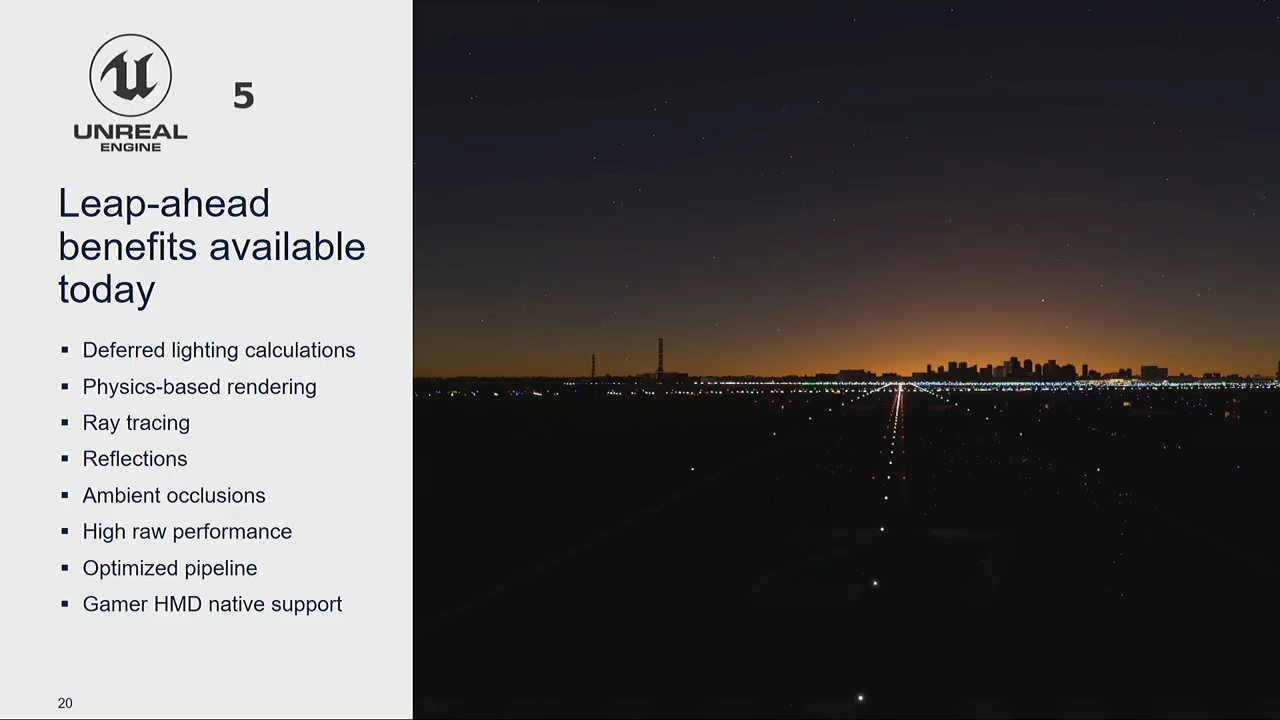 UNREAL
ENGINE
5
Leap-ahead
benefits available
today
▪ Deferred lighting calculations
▪ Physics-based rendering
▪ Ray tracing
▪ Reflections
▪ Ambient occlusions
▪ High raw performance
▪ Optimized pipeline
▪ Gamer HMD native support
27
20